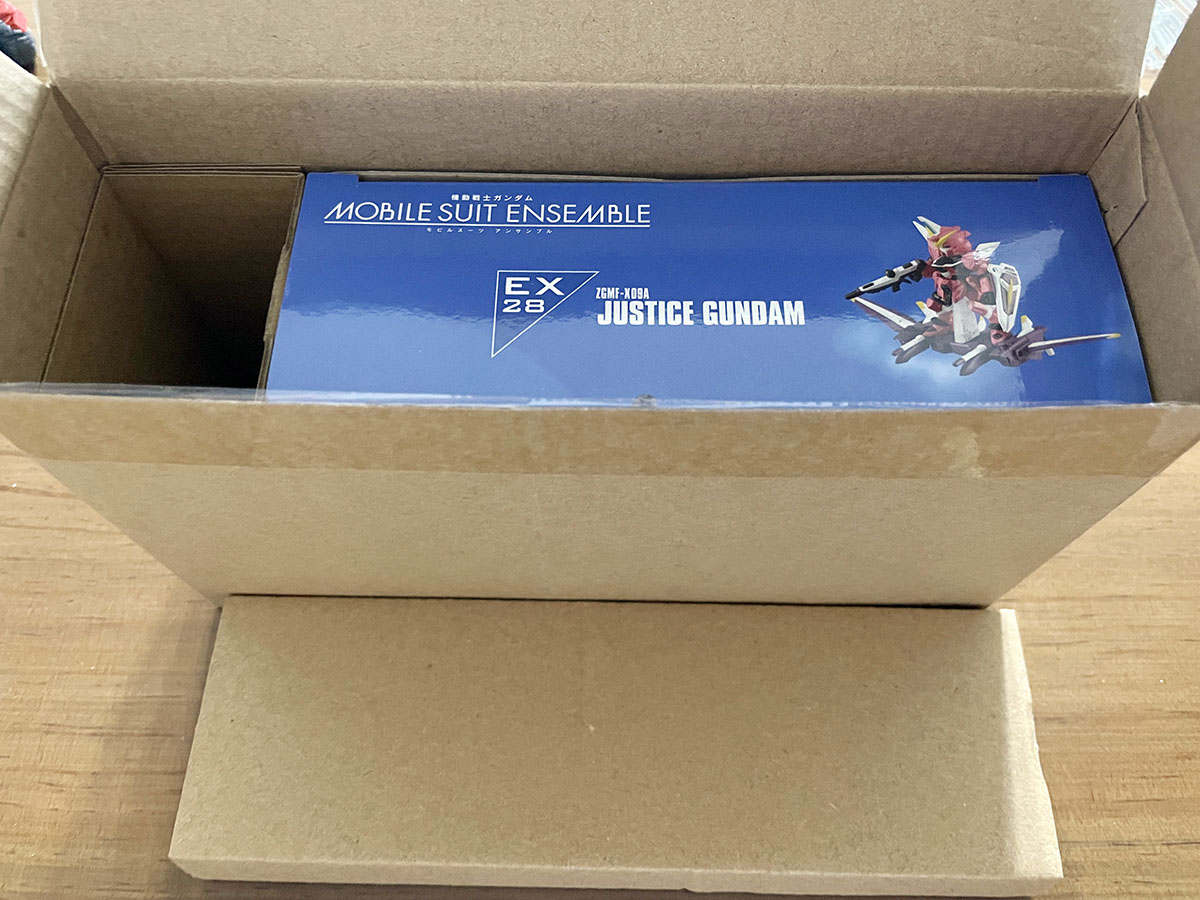 機動戦士ガンダム
MOBILE SUIT ENSEMBLE
モビルスーツ アンサンブル
EX
28
ZGMF-X09A
JUSTICE GUNDAM